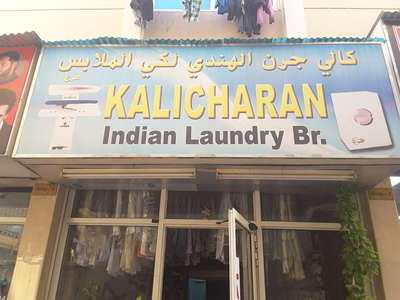 كالي جرن الهندي لكي الملابس
فرع
KALICHARAN
Indian Laundry Br.